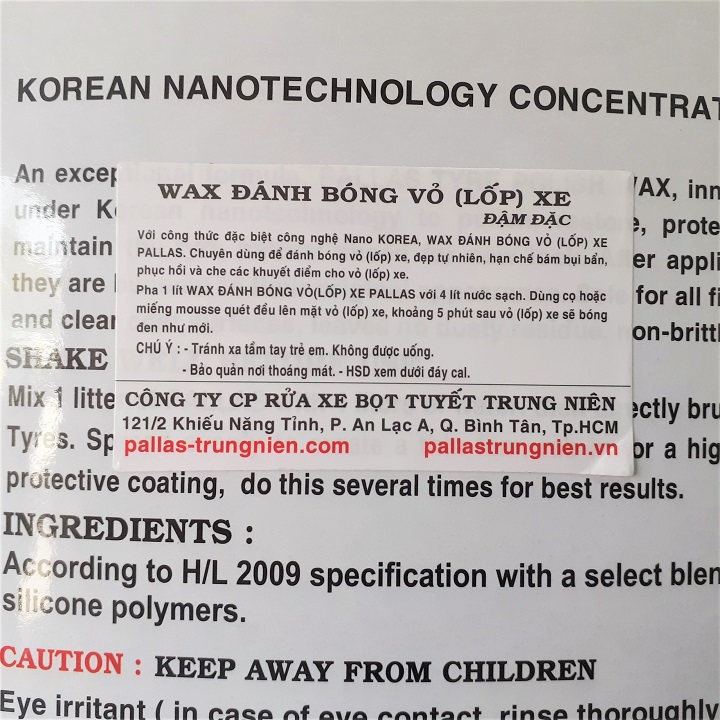 KOREAN NANOTECHNOLOGY CONCENTRAT
An excep
WAX ĐÁNH BÓNG VỎ (LỐP) XE
ĐẬM ĐẶC
AX, inn
under K
, prote
maintain
er appli
they are
for all fi
and clear
on-brittl
Với công thức đặc biệt công nghệ Nano KOREA, WAX ĐÁNH BÓNG VỎ (LỐP) XE
PALLAS. Chuyên dùng để đánh bóng vỏ (lốp) xe, đẹp tự nhiên, hạn chế bám bụi bẩn,
phục hồi và che các khuyết điểm cho vỏ (lốp) xe.
Pha 1 lít WAX ĐÁNH BÓNG VỎ(LỐP) XE PALLAS với 4 lít nước sạch. Dùng cọ hoặc
miếng mousse quét đều lên mặt vỏ (lốp) xe, khoảng 5 phút sau vỏ (lốp) xe sẽ bóng
đen như mới.
CHÚ Ý : - Tránh xa tầm tay trẻ em. Không được uống.
- Bảo quản nơi thoáng mát. - HSD xem dưới đáy cal.
CÔNG TY CP RỬA XE BỌT TUYẾT TRUNG NIÊN
121/2 Khiếu Năng Tỉnh, P. An Lạc A, Q. Bình Tân, Tp.HCM
pallas-trungnien.com pallastrungnien.vn
SHAKE
Mix 1 litte
ectly bru
Tyres. Sp
or a hig
protective coating, do this several times for best results.
INGREDIENTS :
According to H/L 2009 specification with a select blen
silicone polymers.
CAUTION : KEEP AWAY FROM CHILDREN
Eye irritant ( in case of eye contact, rinse thoroughly